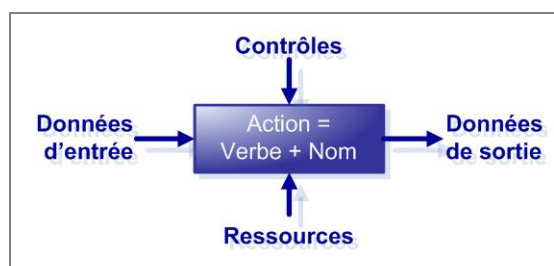 Contrôles
Données
d'entrée
Action =
Verbe + Nom
Données
de sortie
Ressources